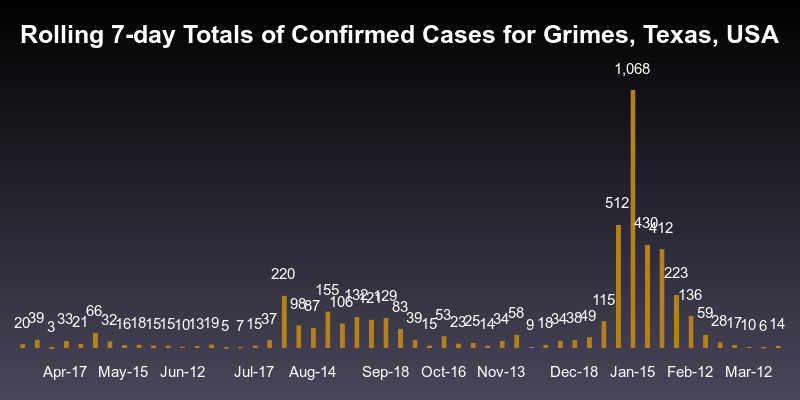 Rolling 7-day Totals of Confirmed Cases for Grimes, Texas, USA
20 39 3 33 21 66 32 16 18 15 15 10 13 19 5 7 15 37 220 98 87 155 106 132 121 129 83 39 15 53 23 25 14 34 58 9 18 34 38 49 115 512 1,068 430 412 223 136 59 28 17 10 6 14
Apr-17 May-15 Jun-12 Jul-17 Aug-14 Sep-18 Oct-16 Nov-13 Dec-18 Jan-15 Feb-12 Mar-12